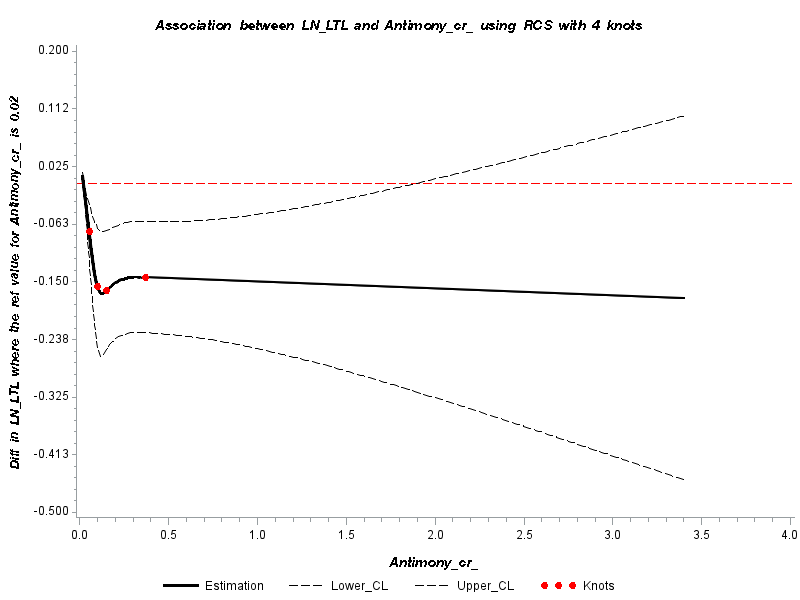 Association between LN_LTL and Antimony_cr_ using RCS with 4 knots
Diff in LN_LTL where the ref value for Antimony_cr_ is 0.02
0.200
0.112
0.025
-0.063
-0.150
-0.238
-0.325
-0.413
-0.500
0.0 0.5 1.0 1.5 2.0 2.5 3.0 3.5 4.0
Antimony_cr_
Estimation Lower_CL Upper_CL Knots